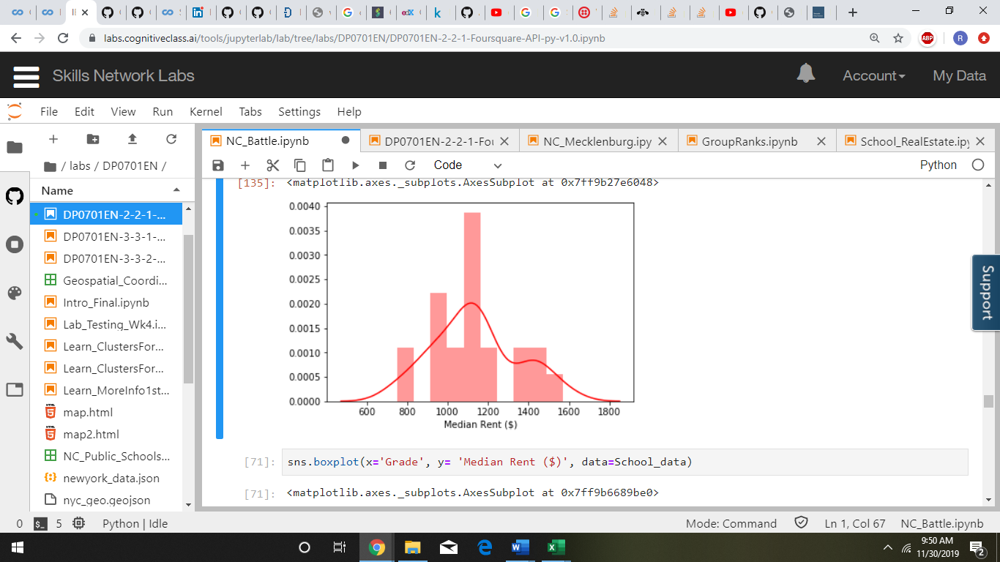 labs.cognitiveclass.ai/tools/jupyterlab/lab/tree/labs/DP0701EN/DP0701EN-2-2-1-Foursquare-API-py-v1.0.ipynb
ABP
R
Skills Network Labs
Account
My Data
File Edit View Run Kernel Tabs Settings Help
NC_Battle.ipynb
DP0701EN-2-2-1-Fou
NC_Mecklenburg.ipy
GroupRanks.ipynb
School_RealEstate.ipy
/ labs / DP0701EN /
Code
Python
Name
DP0701EN-2-2-1-...
DP0701EN-3-3-1-...
DP0701EN-3-3-2-...
Geospatial_Coordi...
Intro_Final.ipynb
Lab_Testing_Wk4.i...
Learn_ClustersFor...
Learn_ClustersFor...
Learn_MoreInfo1st...
map.html
map2.html
NC_Public_Schools...
newyork_data.json
nyc_geo.geojson
[135]: <matplotlib.axes._subplots.AxesSubplot at 0x7ff9b27e6048>
0.0040
0.0035
0.0030
0.0025
0.0020
0.0015
0.0010
0.0005
0.0000
600 800 1000 1200 1400 1600 1800
Median Rent ($)
[71]: sns.boxplot(x='Grade', y= 'Median Rent ($)', data=School_data)
[71]: <matplotlib.axes._subplots.AxesSubplot at 0x7ff9b6689be0>
Support
0 $_ 5 Python | Idle
Mode: Command
Ln 1, Col 67
NC_Battle.ipynb
9:50 AM
11/30/2019
2